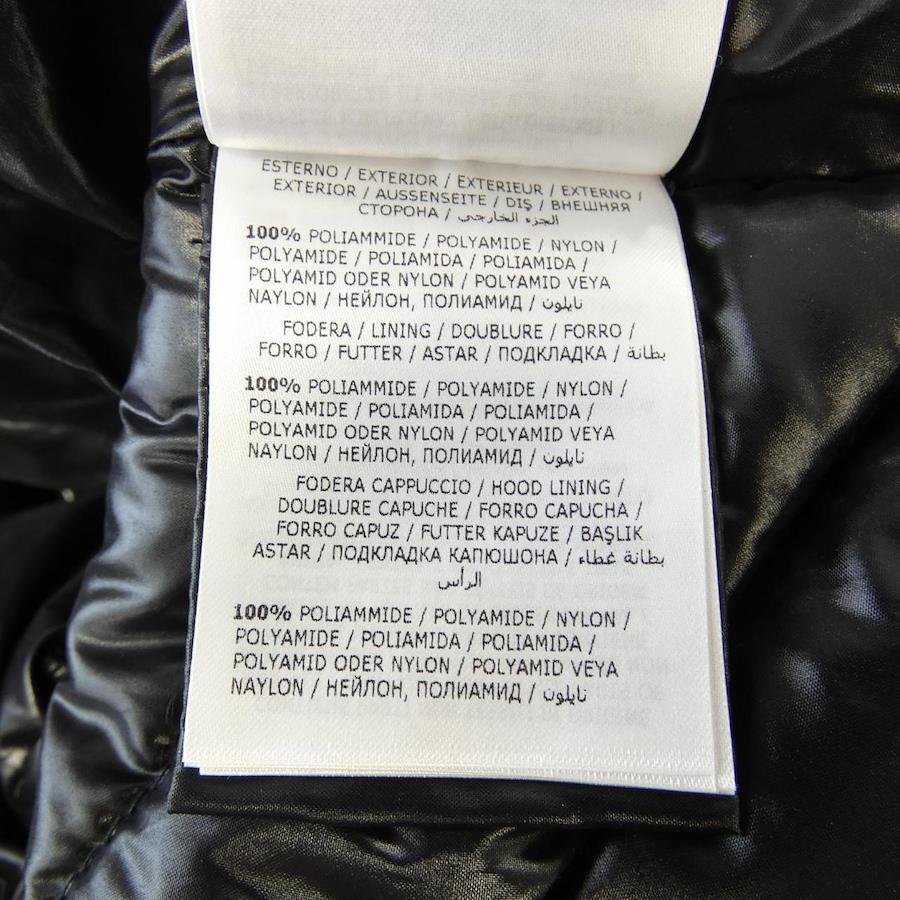 ESTERNO / EXTERIOR / EXTERIEUR / EXTERNO /
EXTERIOR / AUSSENSEITE / DIŞ / ВНЕШНЯЯ
СТОРОНА / الجزء الخارجي
100% POLIAMMIDE / POLYAMIDE / NYLON /
POLYAMIDE / POLIAMIDA / POLIAMIDA /
POLYAMID ODER NYLON / POLYAMID VEYA
NAYLON / НЕЙЛОН, ПОЛИАМИД / نايلون
FODERA / LINING / DOUBLURE / FORRO /
FORRO / FUTTER / ASTAR / ПОДКЛАДКА / بطانة
100% POLIAMMIDE / POLYAMIDE / NYLON /
POLYAMIDE / POLIAMIDA / POLIAMIDA /
POLYAMID ODER NYLON / POLYAMID VEYA
NAYLON / НЕЙЛОН, ПОЛИАМИД / نايلون
FODERA CAPPUCCIO / HOOD LINING /
DOUBLURE CAPUCHE / FORRO CAPUCHA /
FORRO CAPUZ / FUTTER KAPUZE / BAŞLIK
ASTAR / ПОДКЛАДКА КАПЮШОНА / بطانة غطاء
الرأس
100% POLIAMMIDE / POLYAMIDE / NYLON /
POLYAMIDE / POLIAMIDA / POLIAMIDA /
POLYAMID ODER NYLON / POLYAMID VEYA
NAYLON / НЕЙЛОН, ПОЛИАМИД / نايلون